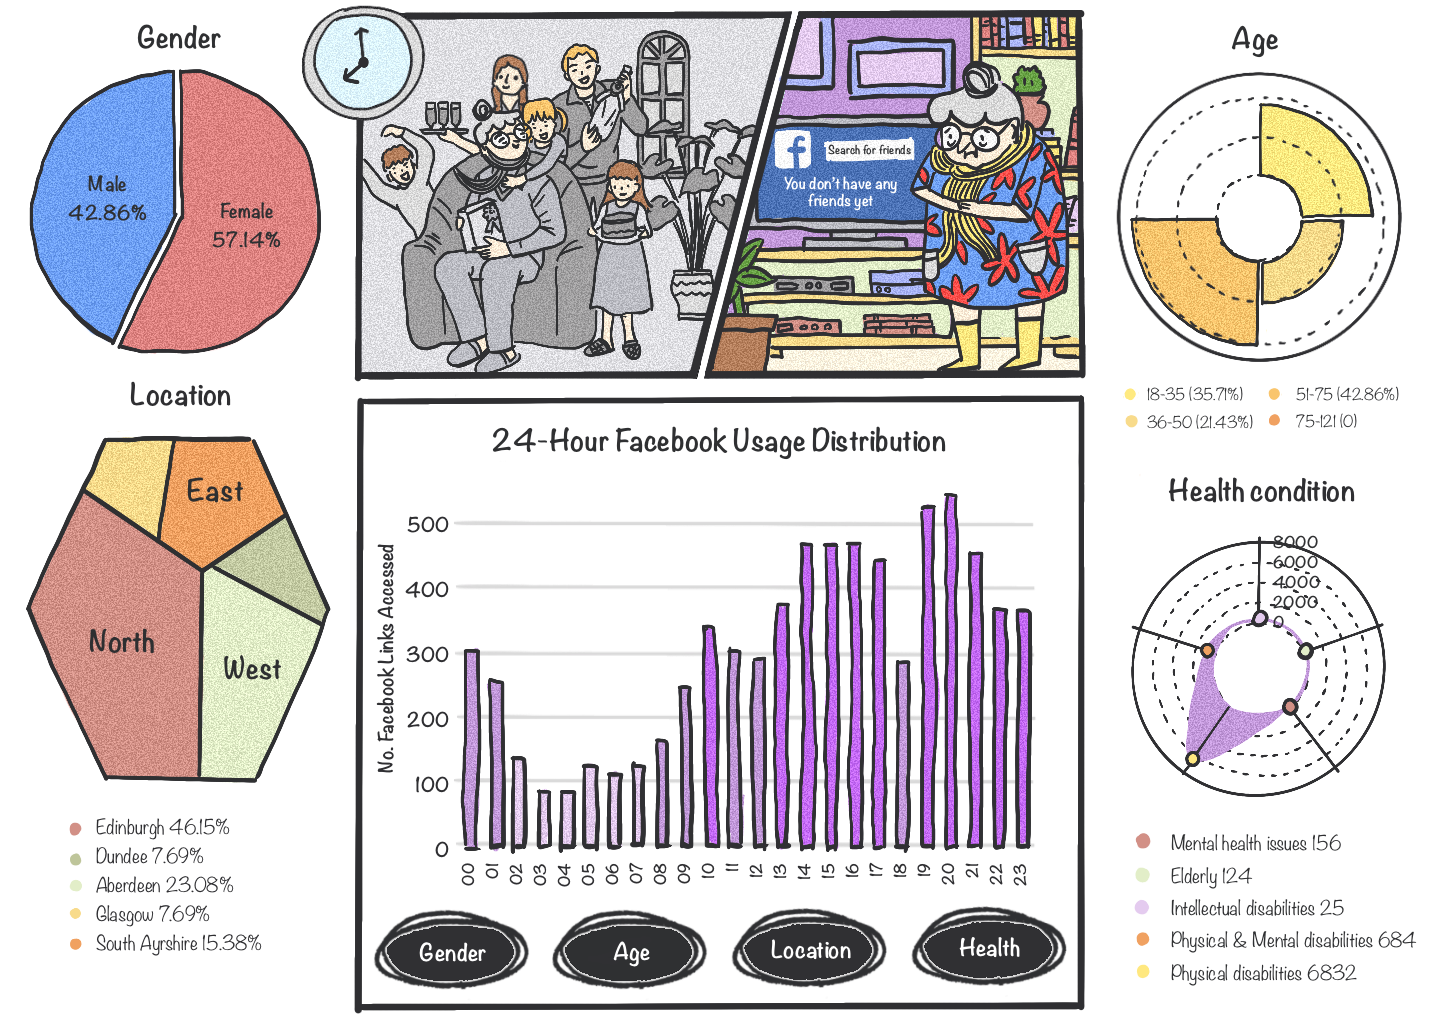 Gender
Male
42.86%
Female
57.14%
Location
East
North
West
Edinburgh 46.15%
Dundee 7.69%
Aberdeen 23.08%
Glasgow 7.69%
South Ayrshire 15.38%
f
Search for friends
You don't have any
friends yet
24-Hour Facebook Usage Distribution
No. Facebook Links Accessed
500
400
300
200
100
0
00 01 02 03 04 05 06 07 08 09 10 11 12 13 14 15 16 17 18 19 20 21 22 23
Gender Age Location Health
Age
18-35 (35.71%) 51-75 (42.86%)
36-50 (21.43%) 75-121 (0)
Health condition
8000
6000
4000
2000
0
Mental health issues 156
Elderly 124
Intellectual disabilities 25
Physical & Mental disabilities 684
Physical disabilities 6832